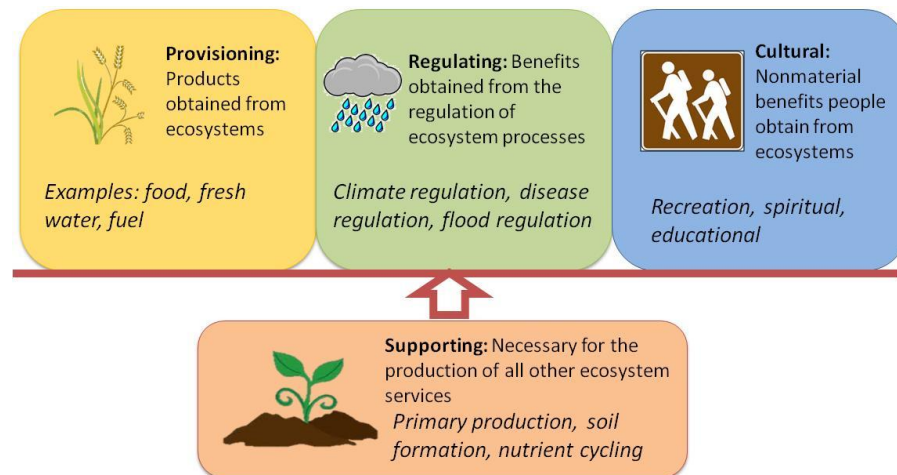 Provisioning:
Products
obtained from
ecosystems
Examples: food, fresh
water, fuel
Regulating: Benefits
obtained from the
regulation of
ecosystem processes
Climate regulation, disease
regulation, flood regulation
Cultural:
Nonmaterial
benefits people
obtain from
ecosystems
Recreation, spiritual,
educational
Supporting: Necessary for the
production of all other ecosystem
services
Primary production, soil
formation, nutrient cycling